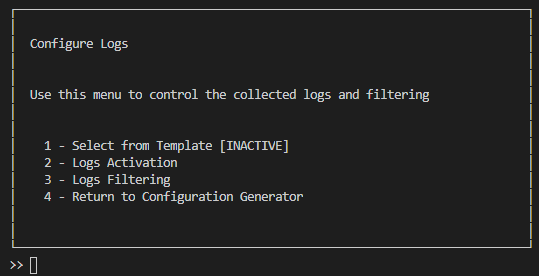 Configure Logs
Use this menu to control the collected logs and filtering
1 - Select from Template [INACTIVE]
2 - Logs Activation
3 - Logs Filtering
4 - Return to Configuration Generator
>>